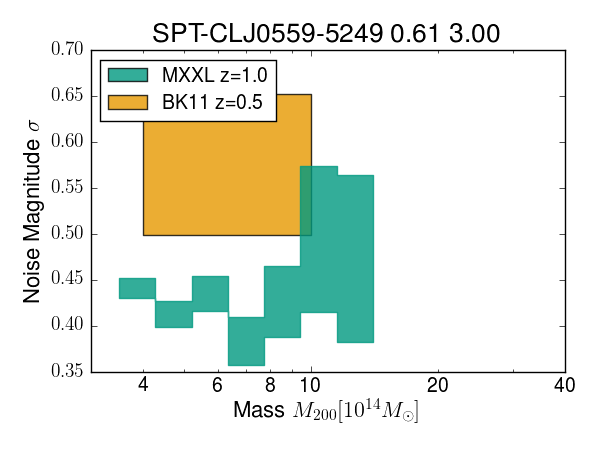 SPT-CLJ0559-5249 0.61 3.00
0.70
0.65
0.60
0.55
0.50
0.45
0.40
0.35
Noise Magnitude σ
MXXL z=1.0
BK11 z=0.5
4 6 8 10 20 40
Mass M₂₀₀[10¹⁴M☉]